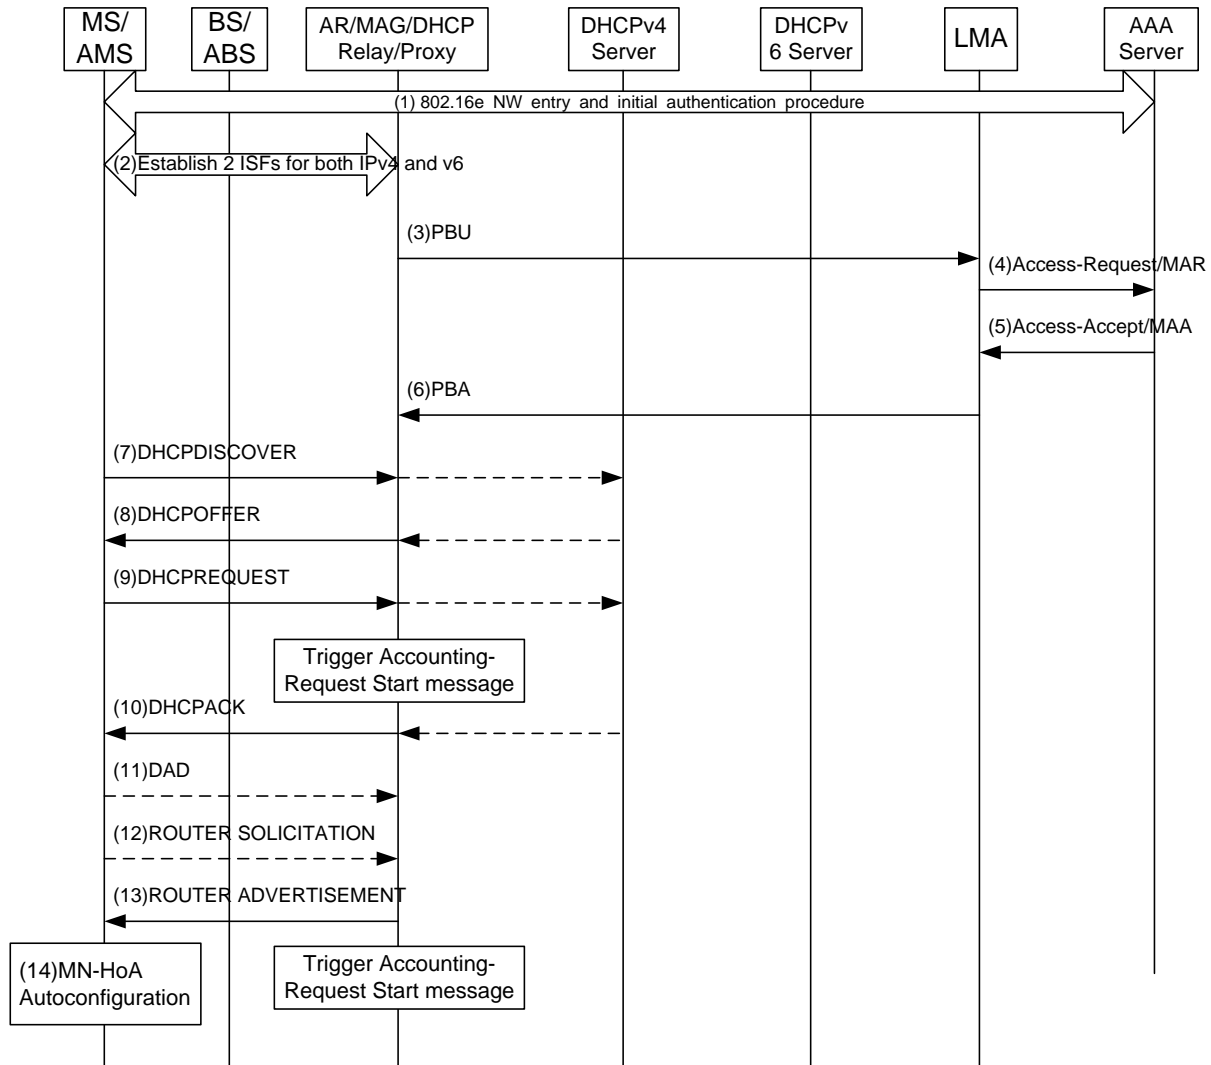 MS/
AMS
BS/
ABS
AR/MAG/DHCP
Relay/Proxy
DHCPv4
Server
DHCPv
6 Server
LMA
AAA
Server
(1) 802.16e NW entry and initial authentication procedure
(2)Establish 2 ISFs for both IPv4 and v6
(3)PBU
(4)Access-Request/MAR
(5)Access-Accept/MAA
(6)PBA
(7)DHCPDISCOVER
(8)DHCPOFFER
(9)DHCPREQUEST
Trigger Accounting-
Request Start message
(10)DHCPACK
(11)DAD
(12)ROUTER SOLICITATION
(13)ROUTER ADVERTISEMENT
(14)MN-HoA
Autoconfiguration
Trigger Accounting-
Request Start message